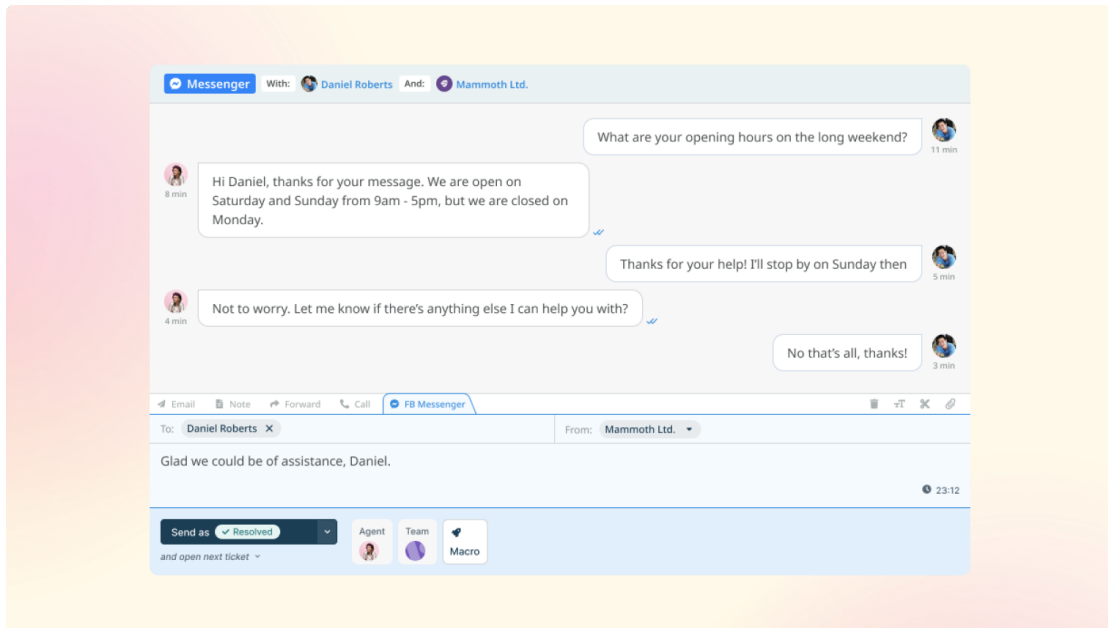 Messenger With: Daniel Roberts And: Mammoth Ltd.
What are your opening hours on the long weekend?
11 min
Hi Daniel, thanks for your message. We are open on
Saturday and Sunday from 9am - 5pm, but we are closed on
Monday.
8 min
Thanks for your help! I’ll stop by on Sunday then
5 min
Not to worry. Let me know if there’s anything else I can help you with?
4 min
No that’s all, thanks!
3 min
Email Note Forward Call FB Messenger
To: Daniel Roberts From: Mammoth Ltd.
Glad we could be of assistance, Daniel.
23:12
Send as Resolved Agent Team
Macro
and open next ticket